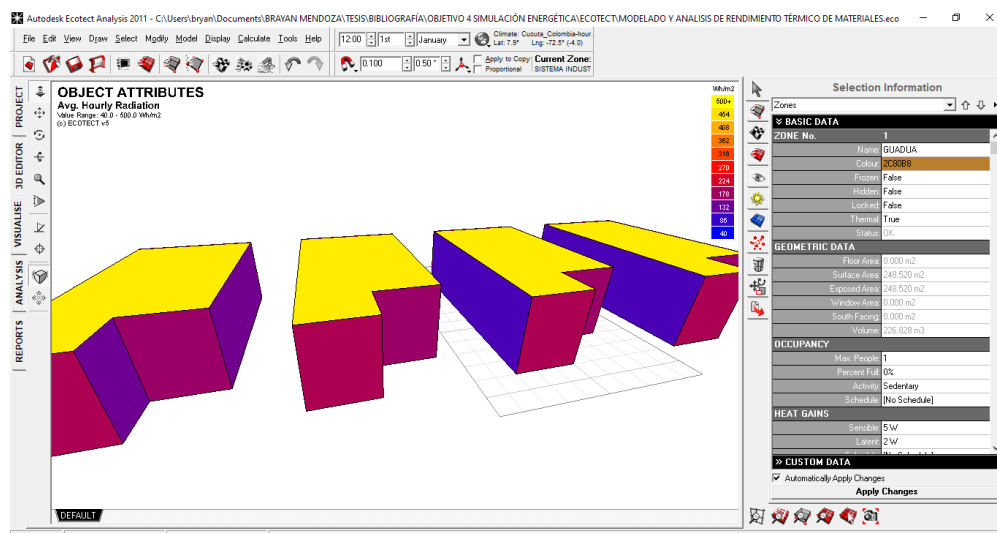 Autodesk Ecotect Analysis 2011 - C:\Users\bryan\Documents\BRAYAN MENDOZA\TESIS\BIBLIOGRAFÍA\OBJETIVO 4 SIMULACIÓN ENERGÉTICA\ECOTECT\MODELADO Y ANALISIS DE RENDIMIENTO TÉRMICO DE MATERIALES.eco
File Edit View Draw Select Modify Model Display Calculate Tools Help
12:00 1st January
Climate: Cucuta_Colombia-hour.
Lat: 7.9° Lng: -72.5° (-4.0)
0.100 0.50 °
Apply to Copy
Proportional
Current Zone:
SISTEMA INDUST
PROJECT
3D EDITOR
VISUALISE
ANALYSIS
REPORTS
OBJECT ATTRIBUTES
Avg. Hourly Radiation
Value Range: 40.0 - 500.0 Wh/m2
(c) ECOTECT v5
Wh/m2
500+
454
408
362
316
270
224
178
132
86
40
DEFAULT
Selection Information
Zones
BASIC DATA
ZONE No. 1
Name: GUADUA
Colour: 2C80B8
Frozen: False
Hidden: False
Locked: False
Thermal: True
Status: OK
GEOMETRIC DATA
Floor Area: 0.000 m2
Surface Area: 248.520 m2
Exposed Area: 248.520 m2
Window Area: 0.000 m2
South Facing: 0.000 m2
Volume: 226.828 m3
OCCUPANCY
Max. People: 1
Percent Full: 0%
Activity: Sedentary
Schedule: [No Schedule]
HEAT GAINS
Sensible: 5 W
Latent: 2 W
CUSTOM DATA
Automatically Apply Changes
Apply Changes